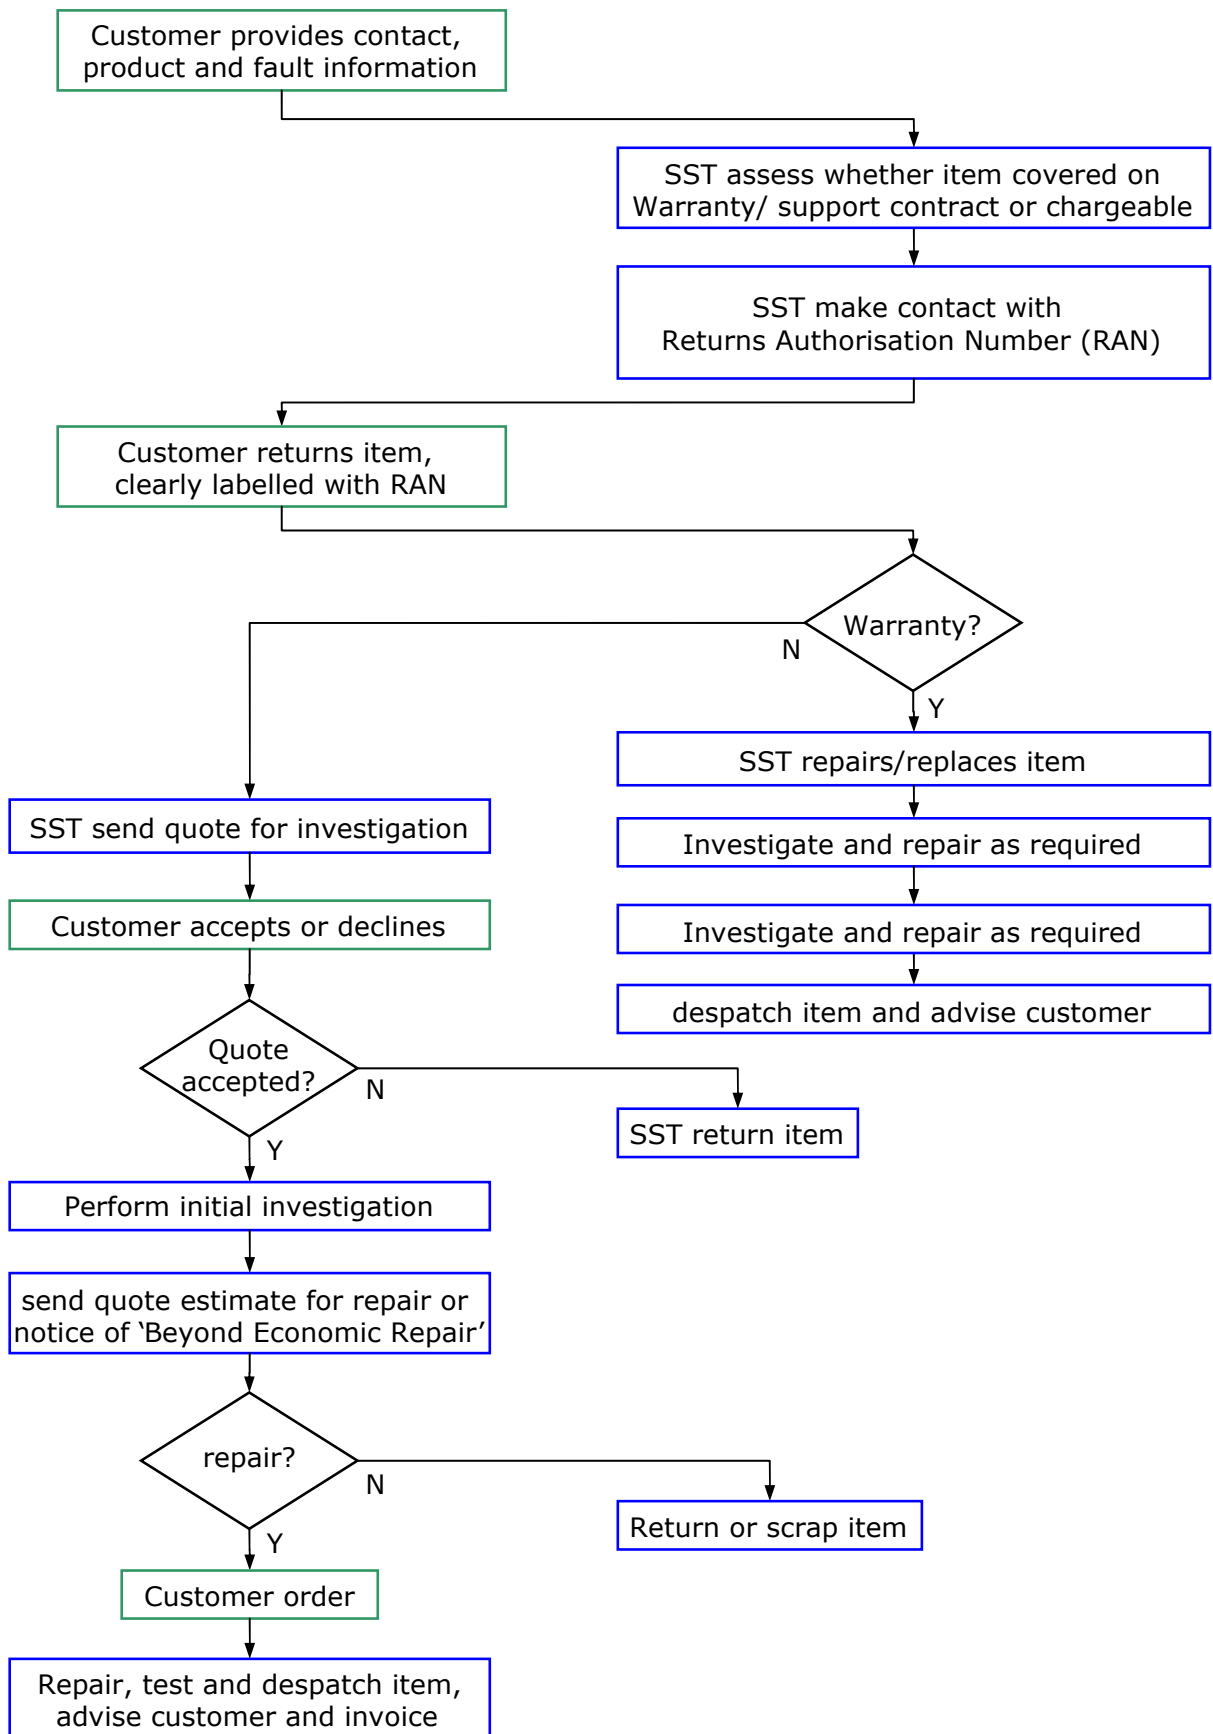 Customer provides contact,
product and fault information
SST assess whether item covered on
Warranty/ support contract or chargeable
SST make contact with
Returns Authorisation Number (RAN)
Customer returns item,
clearly labelled with RAN
Warranty?
N
Y
SST repairs/replaces item
Investigate and repair as required
Investigate and repair as required
despatch item and advise customer
SST send quote for investigation
Customer accepts or declines
Quote
accepted?
N
SST return item
Y
Perform initial investigation
send quote estimate for repair or
notice of ‘Beyond Economic Repair’
repair?
N
Return or scrap item
Y
Customer order
Repair, test and despatch item,
advise customer and invoice